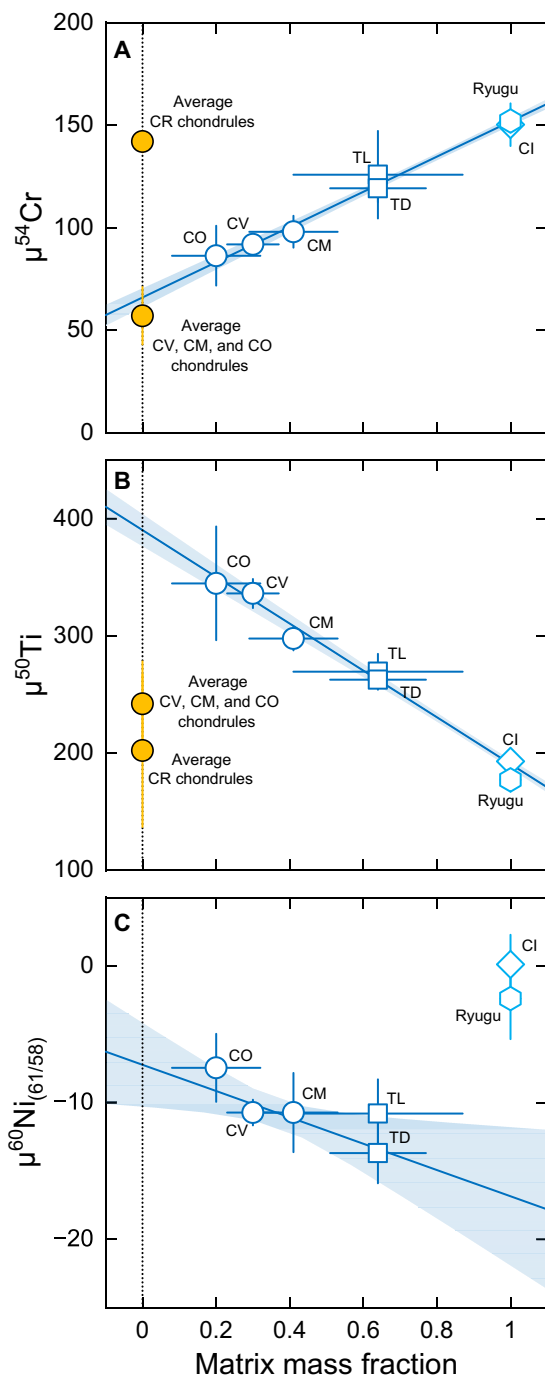 A
200
150
100
50
0
μ⁵⁴Cr
Average
CR chondrules
Ryugu
CI
TL
TD
CO
CV
CM
Average
CV, CM, and CO
chondrules
B
400
300
200
100
μ⁵⁰Ti
CO
CV
CM
TL
TD
Average
CV, CM, and CO
chondrules
Average
CR chondrules
CI
Ryugu
C
0
−10
−20
μ⁶⁰Ni(61/58)
CI
Ryugu
CO
CM
TL
CV
TD
0 0.2 0.4 0.6 0.8 1
Matrix mass fraction